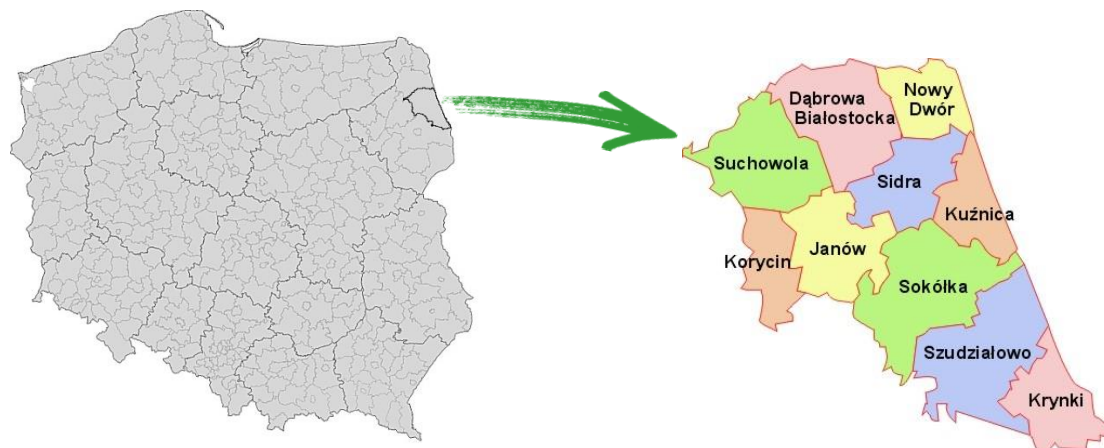 Nowy
Dwór
Dąbrowa
Białostocka
Suchowola
Sidra
Kuźnica
Janów
Korycin
Sokółka
Szudziałowo
Krynki